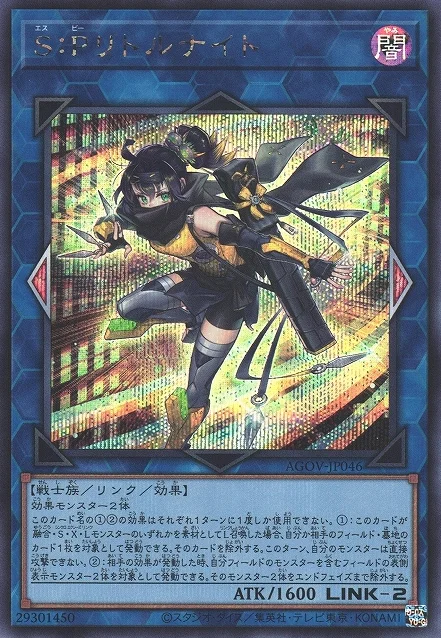 エス ピー
S:Pリトルナイト
やみ
闇
AGOV-JP046
【戦士族／リンク／効果】
効果モンスター２体
このカード名の①②の効果はそれぞれ１ターンに１度しか使用できない。①：このカードが
融合・S・X・Lモンスターのいずれかを素材としてL召喚した場合、自分か相手のフィールド・墓地の
カード１枚を対象として発動できる。そのカードを除外する。このターン、自分のモンスターは直接
攻撃できない。②：相手の効果が発動した時、自分フィールドのモンスターを含むフィールドの表側
表示モンスター２体を対象として発動できる。そのモンスター２体をエンドフェイズまで除外する。
ATK/1600 LINK-2
29301450
©スタジオ・ダイス／集英社・テレビ東京・KONAMI